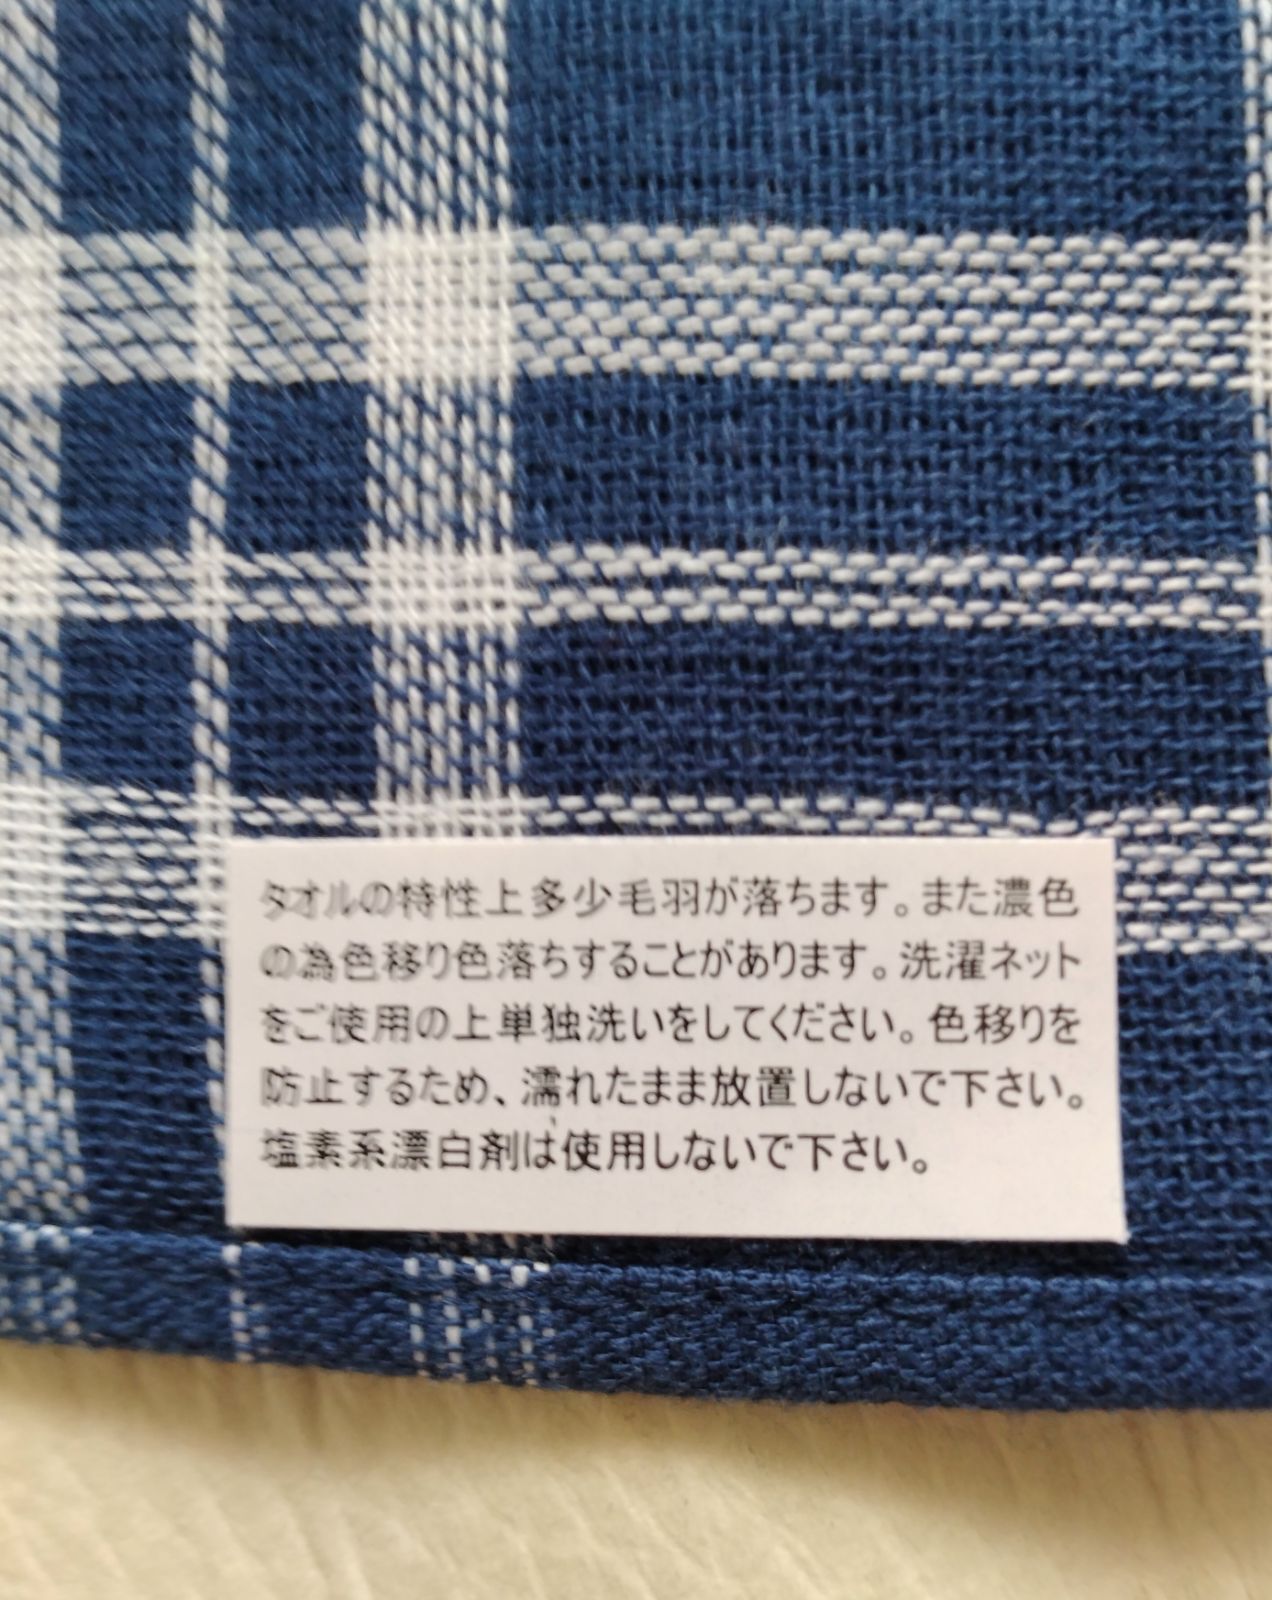 タオルの特性上多少毛羽が落ちます。また濃色
の為色移り色落ちすることがあります。洗濯ネット
をご使用の上単独洗いをしてください。色移りを
防止するため、濡れたまま放置しないで下さい。
塩素系漂白剤は使用しないで下さい。